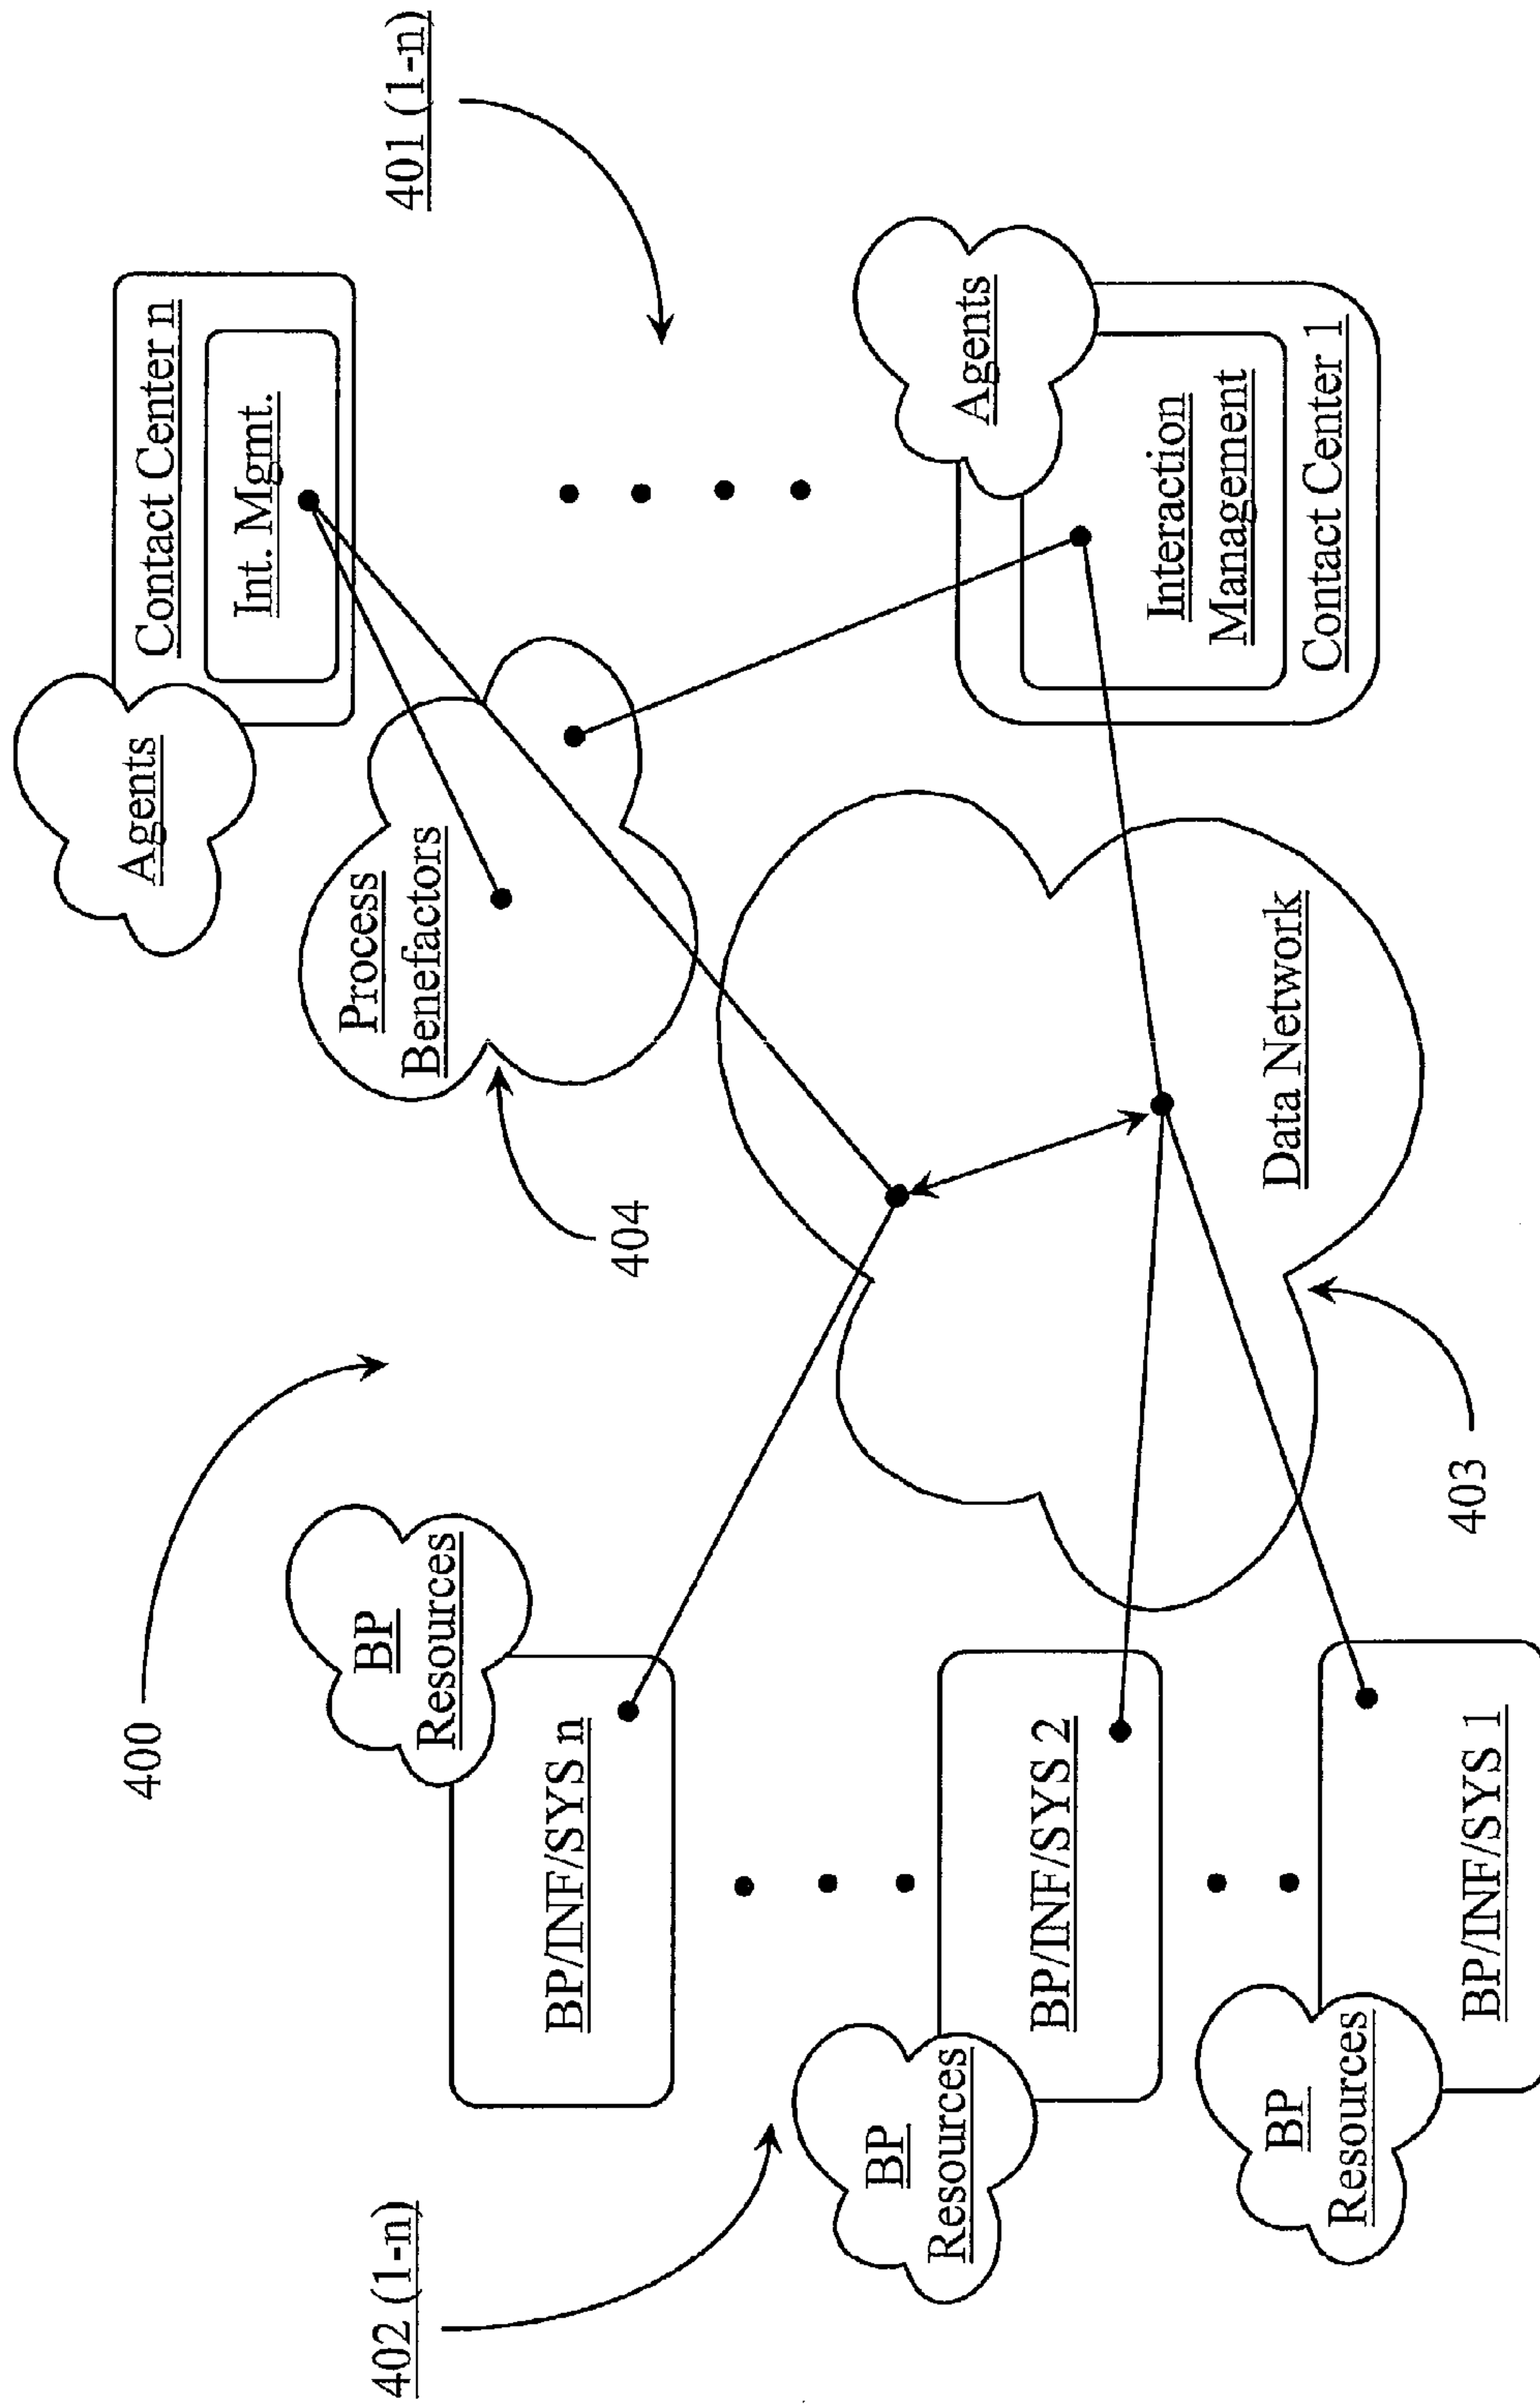 402 (1-n)
400
401 (1-n)
BP
Resources
BP/INF/SYS n
404
Process
Benefactors
Agents
Contact Center n
Int. Mgmt.
BP
Resources
BP/INF/SYS 2
Agents
Interaction
Management
Contact Center 1
Data Network
BP
Resources
BP/INF/SYS 1
403